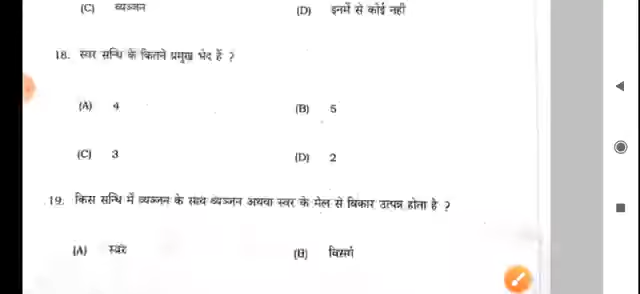 (C) व्यञ्जन (D) इनमें से कोई नहीं
18. स्वर सन्धि के कितने प्रमुख भेद हैं ?
(A) 4 (B) 5
(C) 3 (D) 2
19. किस सन्धि में व्यञ्जन के साथ व्यञ्जन अथवा स्वर के मेल से विकार उत्पन्न होता है ?
(A) स्वर (B) विसर्ग